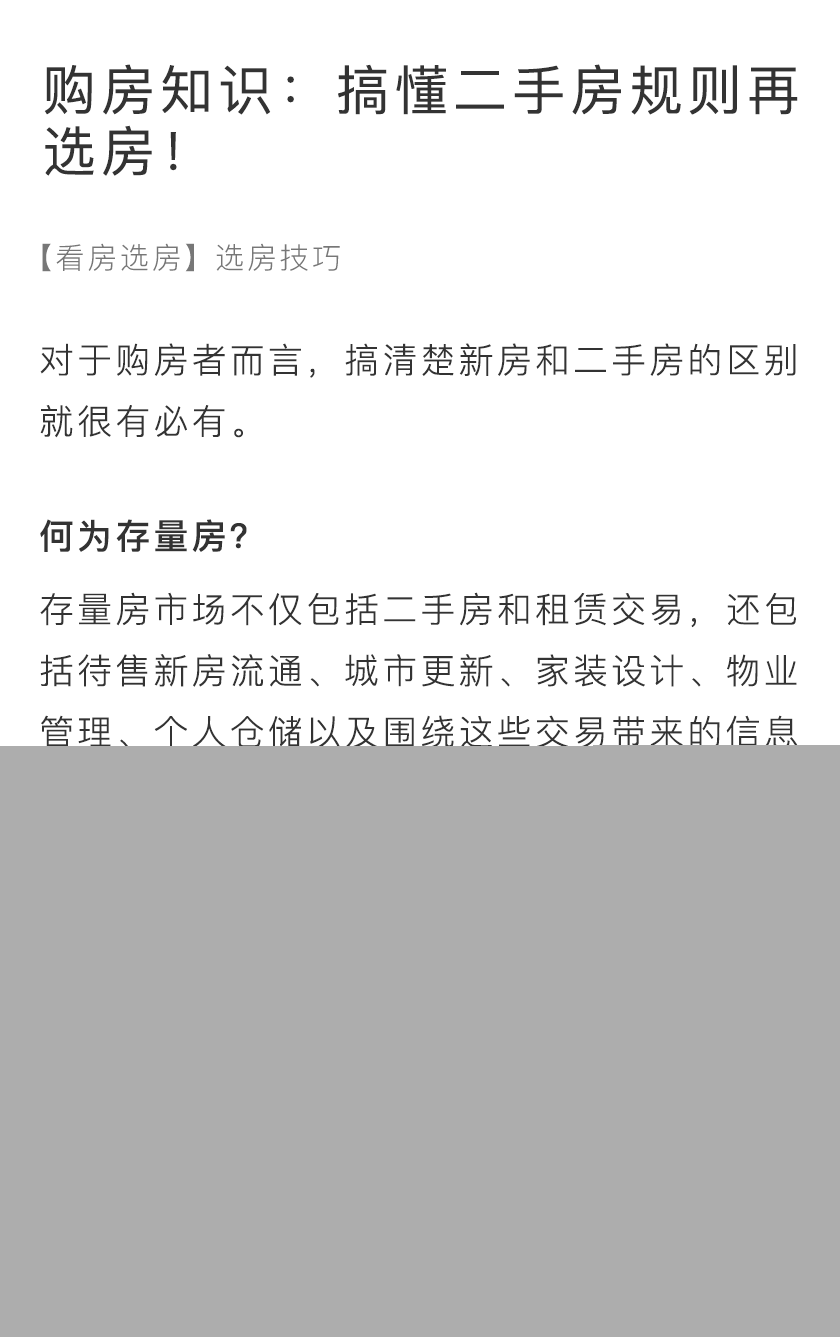 购房知识：搞懂二手房规则再
选房！
【看房选房】选房技巧
对于购房者而言，搞清楚新房和二手房的区别
就很有必有。
何为存量房?
存量房市场不仅包括二手房和租赁交易，还包
括待售新房流通、城市更新、家装设计、物业
管理、个人仓储以及围绕这些交易带来的信息